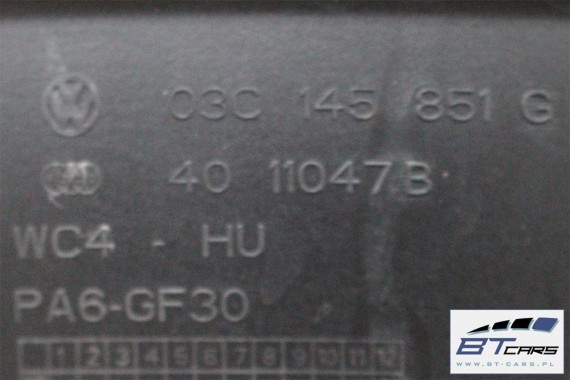 03C 145 851 G
40 11047B
WC4 - HU
PA6-GF30
1 2 3 4 5 6 7 8 9 10 11 12
BT CARS
WWW.BT-CARS.PL